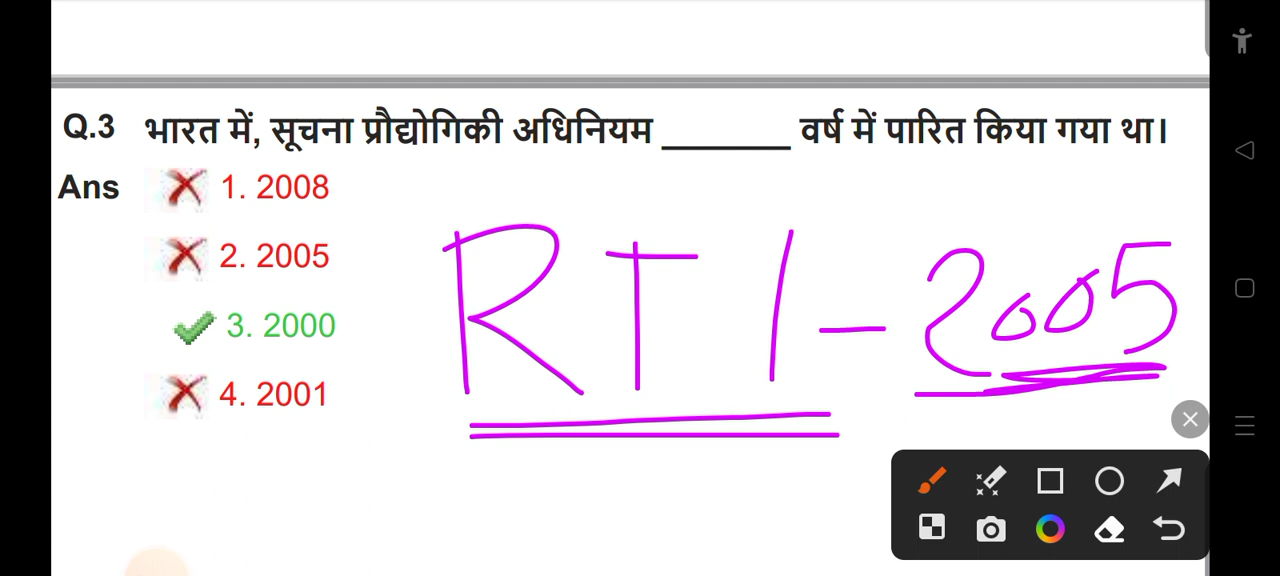 Q.3 भारत में, सूचना प्रौद्योगिकी अधिनियम _______ वर्ष में पारित किया गया था।
Ans 1. 2008
2. 2005
3. 2000
4. 2001
RTI - 2005